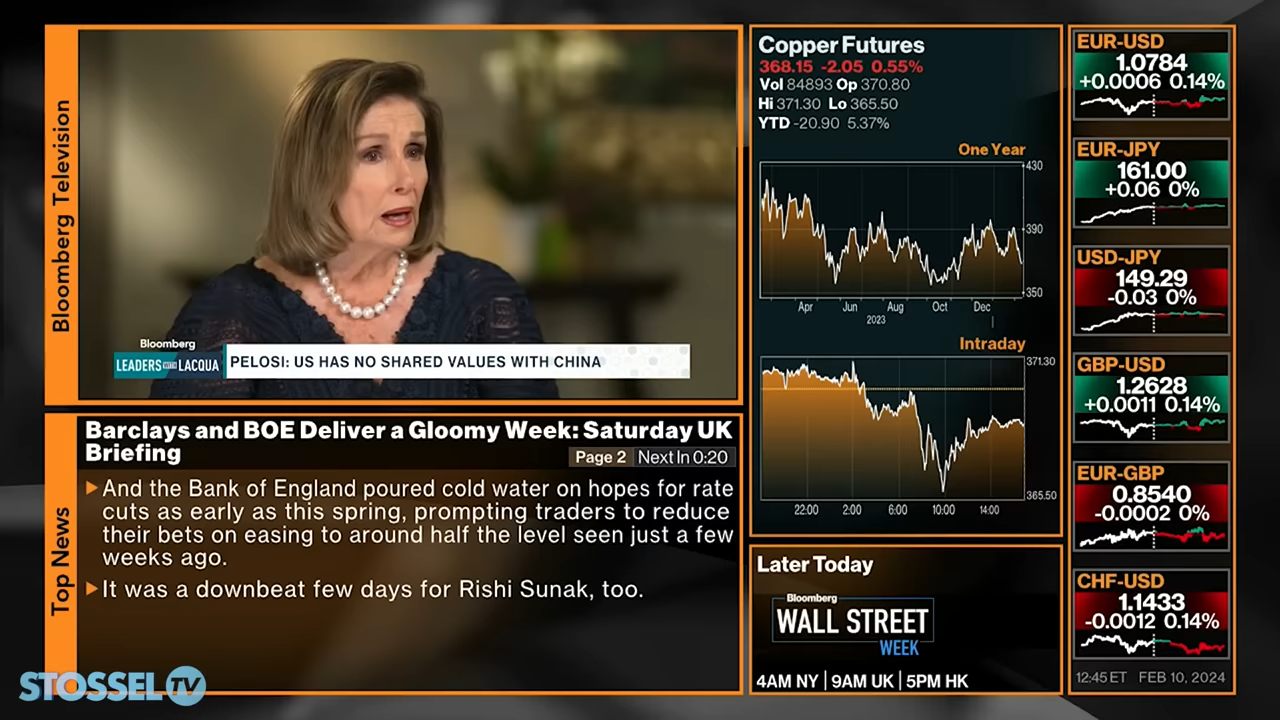 Bloomberg Television
Bloomberg
LEADERS WITH LACQUA
PELOSI: US HAS NO SHARED VALUES WITH CHINA
Top News
Barclays and BOE Deliver a Gloomy Week: Saturday UK
Briefing
Page 2 Next In 0:20
And the Bank of England poured cold water on hopes for rate
cuts as early as this spring, prompting traders to reduce
their bets on easing to around half the level seen just a few
weeks ago.
It was a downbeat few days for Rishi Sunak, too.
STOSSEL TV
Copper Futures
368.15 -2.05 0.55%
Vol 84893 Op 370.80
Hi 371.30 Lo 365.50
YTD -20.90 5.37%
One Year
430
390
350
Apr Jun Aug Oct Dec
2023
Intraday
371.30
365.50
22:00 2:00 6:00 10:00 14:00
Later Today
Bloomberg
WALL STREET
WEEK
4AM NY | 9AM UK | 5PM HK
EUR-USD
1.0784
+0.0006 0.14%
EUR-JPY
161.00
+0.06 0%
USD-JPY
149.29
-0.03 0%
GBP-USD
1.2628
+0.0011 0.14%
EUR-GBP
0.8540
-0.0002 0%
CHF-USD
1.1433
-0.0012 0.14%
12:45 ET FEB 10, 2024